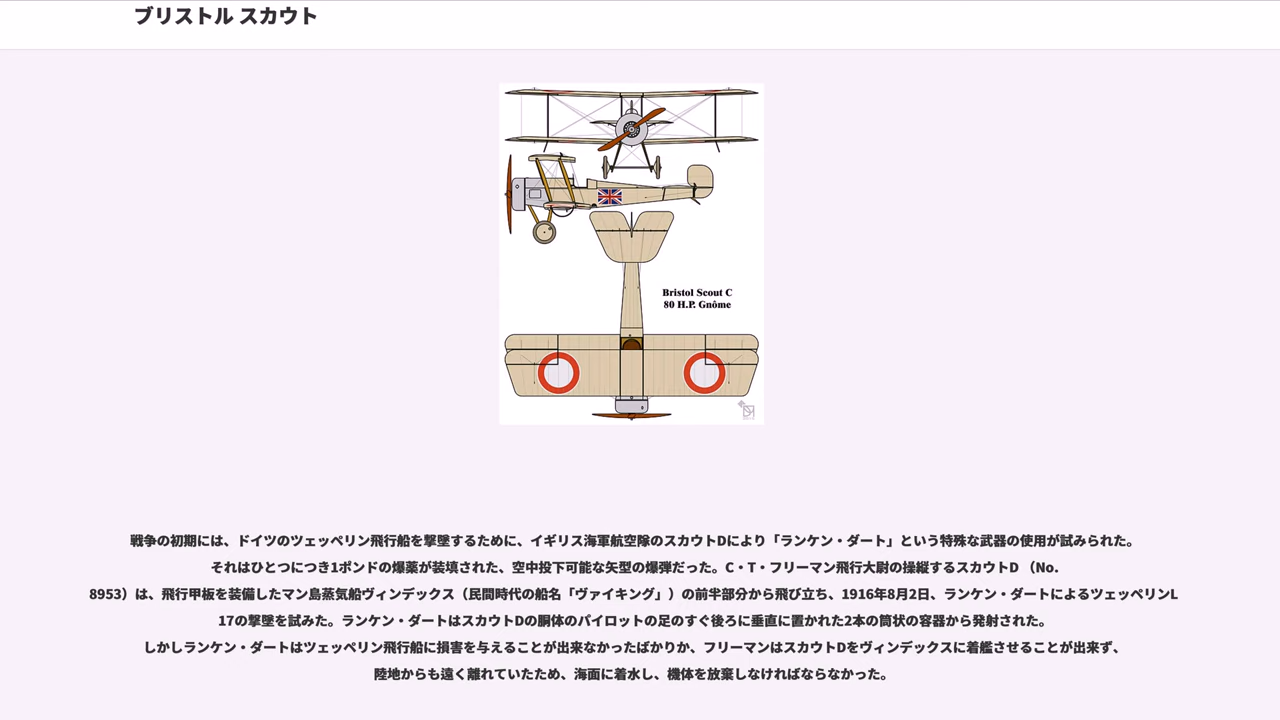 ブリストル スカウト
Bristol Scout C
80 H.P. Gnôme
戦争の初期には、ドイツのツェッペリン飛行船を撃墜するために、イギリス海軍航空隊のスカウトDにより「ランケン・ダート」という特殊な武器の使用が試みられた。
それはひとつにつき1ポンドの爆薬が装填された、空中投下可能な矢型の爆弾だった。C・T・フリーマン飛行大尉の操縦するスカウトD （No.
8953）は、飛行甲板を装備したマン島蒸気船ヴィンデックス（民間時代の船名「ヴァイキング」）の前半部分から飛び立ち、1916年8月2日、ランケン・ダートによるツェッペリンL
17の撃墜を試みた。ランケン・ダートはスカウトDの胴体のパイロットの足のすぐ後ろに垂直に置かれた2本の筒状の容器から発射された。
しかしランケン・ダートはツェッペリン飛行船に損害を与えることが出来なかったばかりか、フリーマンはスカウトDをヴィンデックスに着艦させることが出来ず、
陸地からも遠く離れていたため、海面に着水し、機体を放棄しなければならなかった。